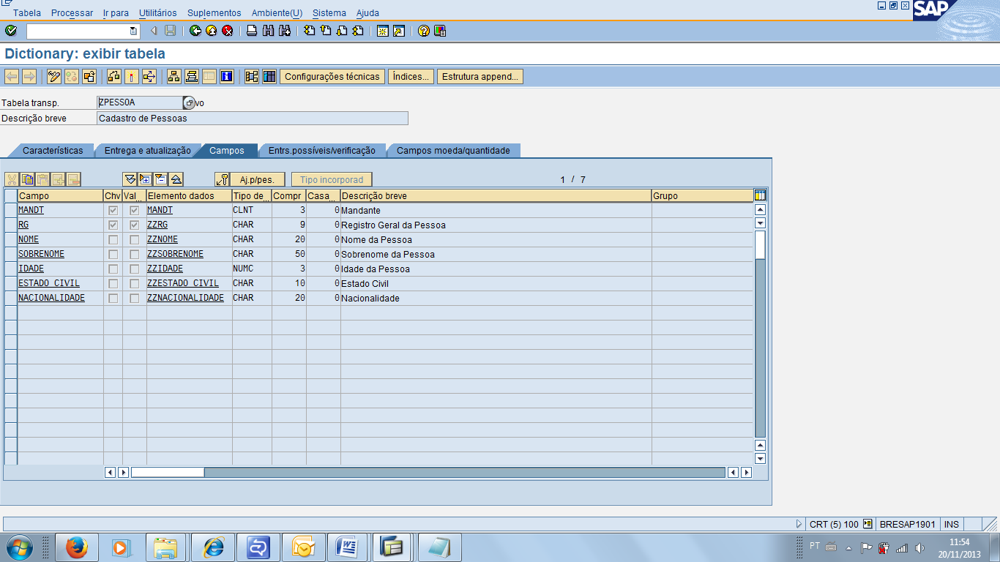 Tabela Processar Ir para Utilitários Suplementos Ambiente(U) Sistema Ajuda
SAP
Dictionary: exibir tabela
Configurações técnicas Índices... Estrutura append...
Tabela transp. ZPESSOA vo
Descrição breve Cadastro de Pessoas
Características Entrega e atualização Campos Entrs.possíveis/verificação Campos moeda/quantidade
Aj.p/pes. Tipo incorporad 1 / 7
Campo Chv Val... Elemento dados Tipo de... Compr Casa... Descrição breve Grupo
MANDT MANDT CLNT 3 0 Mandante
RG ZZRG CHAR 9 0 Registro Geral da Pessoa
NOME ZZNOME CHAR 20 0 Nome da Pessoa
SOBRENOME ZZSOBRENOME CHAR 50 0 Sobrenome da Pessoa
IDADE ZZIDADE NUMC 3 0 Idade da Pessoa
ESTADO_CIVIL ZZESTADO_CIVIL CHAR 10 0 Estado Civil
NACIONALIDADE ZZNACIONALIDADE CHAR 20 0 Nacionalidade
CRT (5) 100 BRESAP1901 INS
PT 11:54
20/11/2013